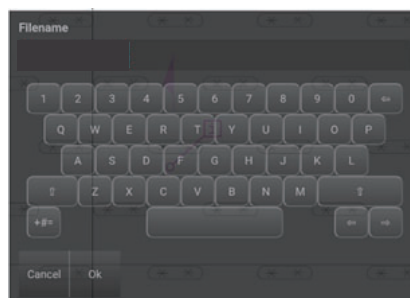 Filename
1 2 3 4 5 6 7 8 9 0 ⇦
Q W E R T Y U I O P
A S D F G H J K L
⇧ Z X C V B N M ⇧
+#= ⇦ ⇨
Cancel Ok